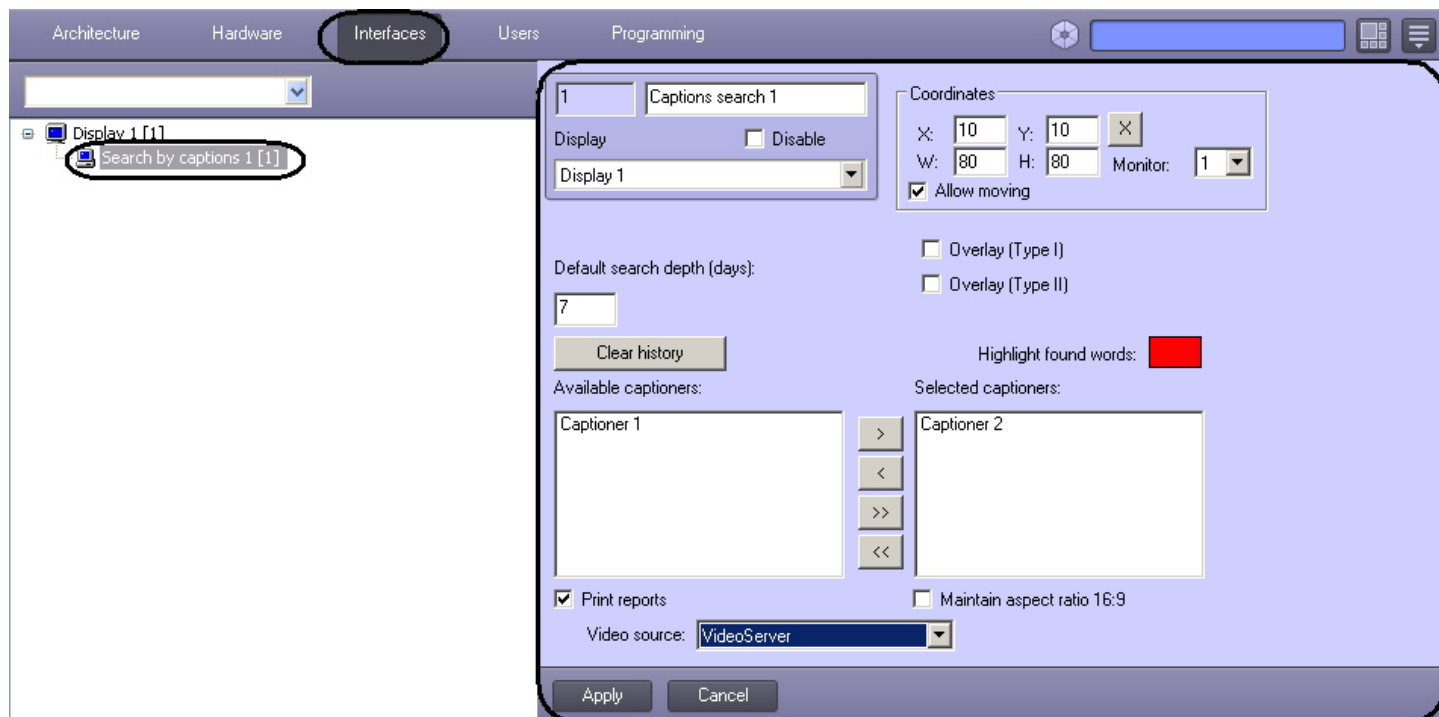 Architecture Hardware Interfaces Users Programming
Display 1 [1]
Search by captions 1 [1]
1 Captions search 1
Display Disable
Display 1
Coordinates
X: 10 Y: 10 X
W: 80 H: 80 Monitor: 1
Allow moving
Overlay (Type I)
Overlay (Type II)
Default search depth (days):
7
Clear history
Highlight found words:
Available captioners:
Selected captioners:
Captioner 1
Captioner 2
>
<
>>
<<
Print reports
Maintain aspect ratio 16:9
Video source: VideoServer
Apply Cancel